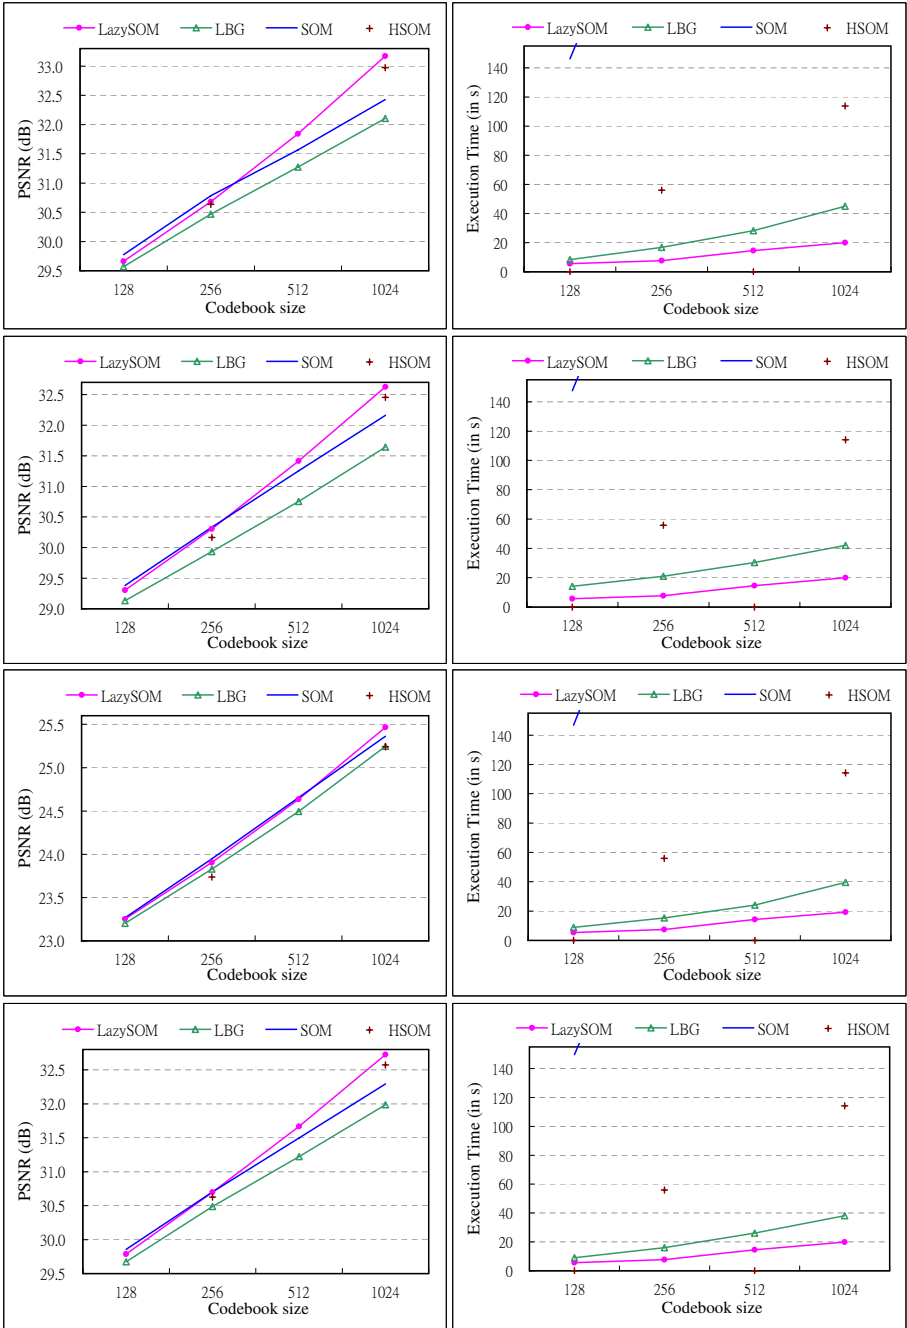 LazySOM LBG SOM HSOM
PSNR (dB)
33.0
32.5
32.0
31.5
31.0
30.5
30.0
29.5
128 256 512 1024
Codebook size
LazySOM LBG SOM HSOM
Execution Time (in s)
140
120
100
80
60
40
20
0
128 256 512 1024
Codebook size
LazySOM LBG SOM HSOM
PSNR (dB)
32.5
32.0
31.5
31.0
30.5
30.0
29.5
29.0
128 256 512 1024
Codebook size
LazySOM LBG SOM HSOM
Execution Time (in s)
140
120
100
80
60
40
20
0
128 256 512 1024
Codebook size
LazySOM LBG SOM HSOM
PSNR (dB)
25.5
25.0
24.5
24.0
23.5
23.0
128 256 512 1024
Codebook size
LazySOM LBG SOM HSOM
Execution Time (in s)
140
120
100
80
60
40
20
0
128 256 512 1024
Codebook size
LazySOM LBG SOM HSOM
PSNR (dB)
32.5
32.0
31.5
31.0
30.5
30.0
29.5
128 256 512 1024
Codebook size
LazySOM LBG SOM HSOM
Execution Time (in s)
140
120
100
80
60
40
20
0
128 256 512 1024
Codebook size